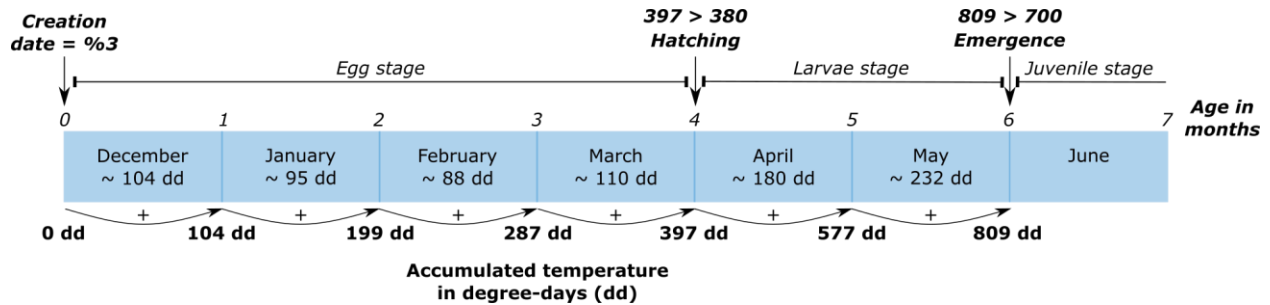 Creation
date = %3
397 > 380
Hatching
809 > 700
Emergence
Egg stage
Larvae stage
Juvenile stage
0 1 2 3 4 5 6 7
Age in
months
December January February March April May June
~ 104 dd ~ 95 dd ~ 88 dd ~ 110 dd ~ 180 dd ~ 232 dd
+ + + + + +
0 dd 104 dd 199 dd 287 dd 397 dd 577 dd 809 dd
Accumulated temperature
in degree-days (dd)